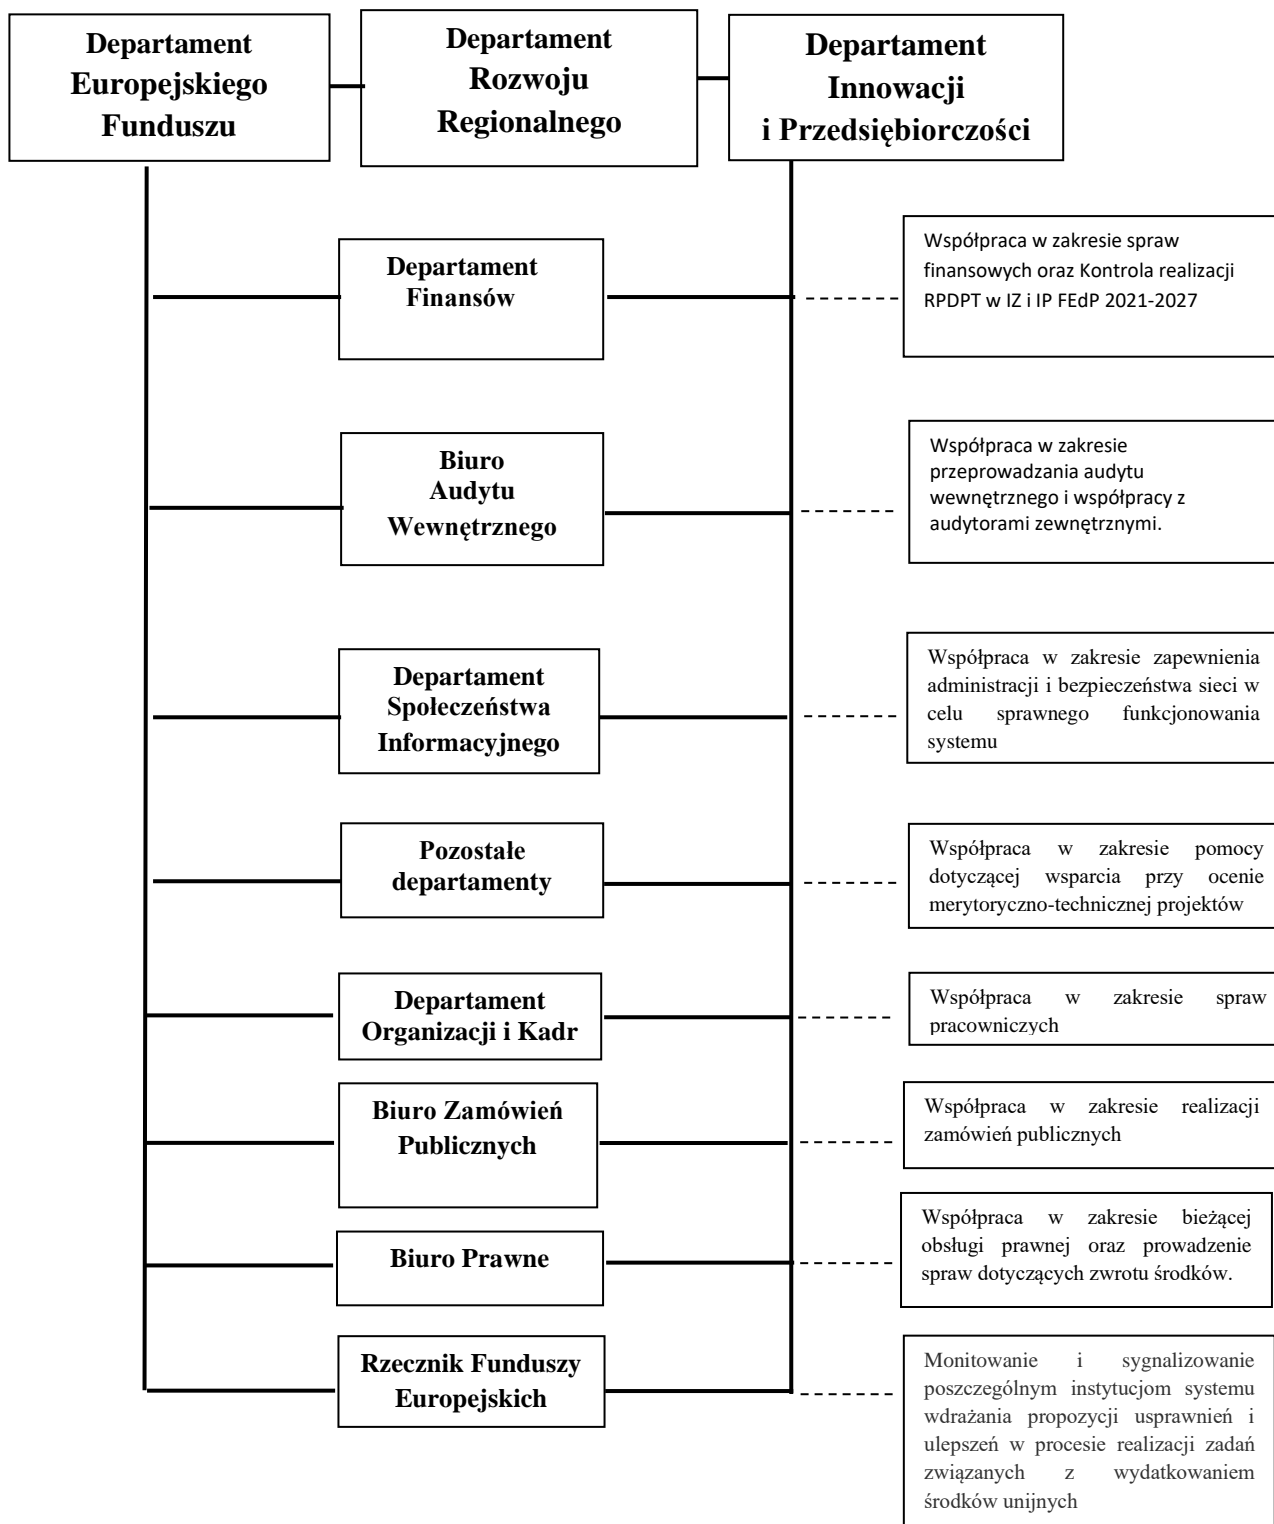 Departament
Europejskiego
Funduszu
Departament
Rozwoju
Regionalnego
Departament
Innowacji
i Przedsiębiorczości
Departament
Finansów
Współpraca w zakresie spraw
finansowych oraz Kontrola realizacji
RPDPT w IZ i IP FEdP 2021-2027
Biuro
Audytu
Wewnętrznego
Współpraca w zakresie
przeprowadzania audytu
wewnętrznego i współpracy z
audytorami zewnętrznymi.
Departament
Społeczeństwa
Informacyjnego
Współpraca w zakresie zapewnienia
administracji i bezpieczeństwa sieci w
celu sprawnego funkcjonowania
systemu
Pozostałe
departamenty
Współpraca w zakresie pomocy
dotyczącej wsparcia przy ocenie
merytoryczno-technicznej projektów
Departament
Organizacji i Kadr
Współpraca w zakresie spraw
pracowniczych
Biuro Zamówień
Publicznych
Współpraca w zakresie realizacji
zamówień publicznych
Biuro Prawne
Współpraca w zakresie bieżącej
obsługi prawnej oraz prowadzenie
spraw dotyczących zwrotu środków.
Rzecznik Funduszy
Europejskich
Monitowanie i sygnalizowanie
poszczególnym instytucjom systemu
wdrażania propozycji usprawnień i
ulepszeń w procesie realizacji zadań
związanych z wydatkowaniem
środków unijnych